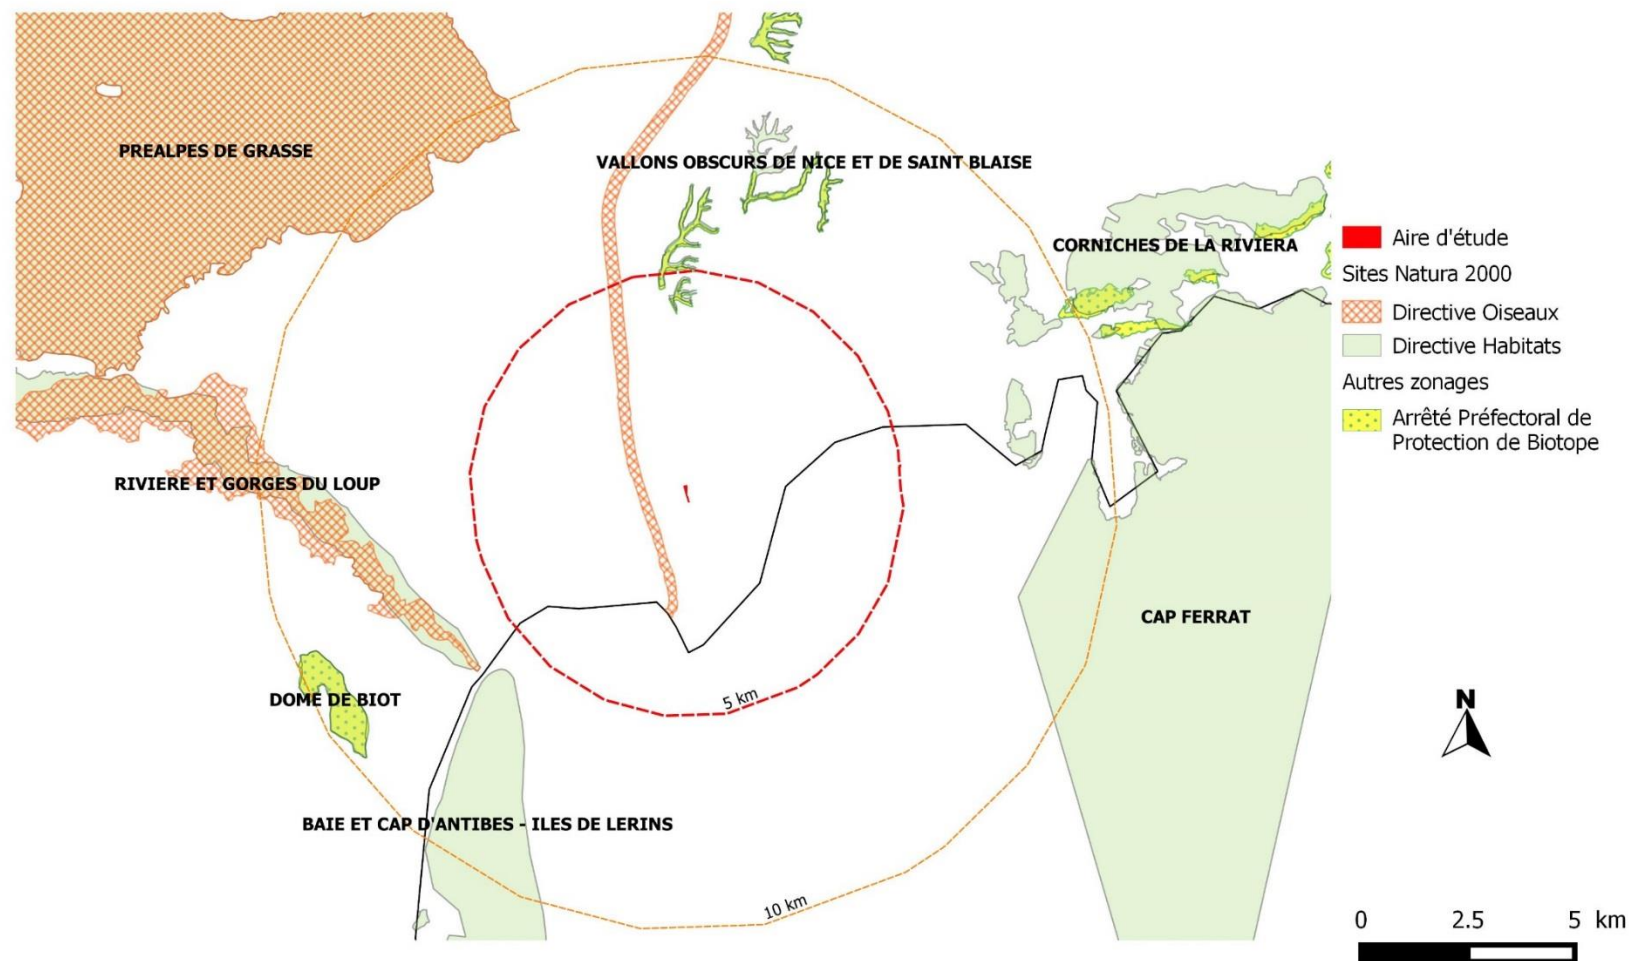 PREALPES DE GRASSE
VALLONS OBSCURS DE NICE ET DE SAINT BLAISE
CORNICHES DE LA RIVIERA
RIVIERE ET GORGES DU LOUP
CAP FERRAT
DOME DE BIOT
5 km
BAIE ET CAP D'ANTIBES - ILES DE LERINS
10 km
Aire d'étude
Sites Natura 2000
Directive Oiseaux
Directive Habitats
Autres zonages
Arrêté Préfectoral de
Protection de Biotope
N
0 2.5 5 km